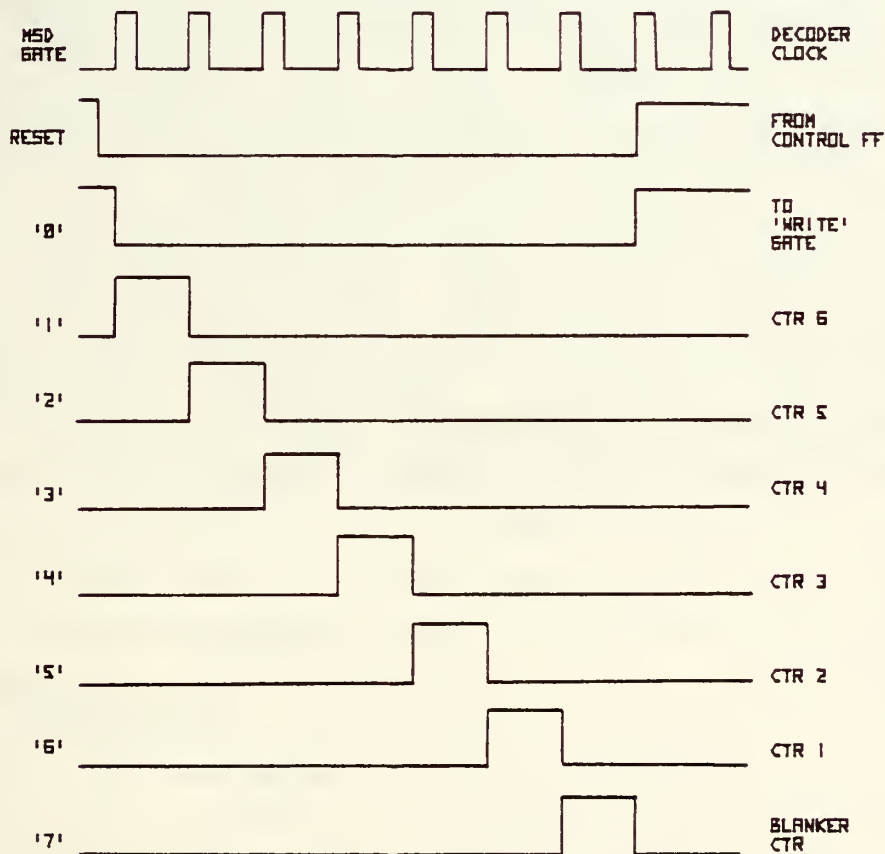 MSD
GATE
DECODER
CLOCK
RESET
FROM
CONTROL FF
'0'
TO
'WRITE'
GATE
'1'
CTR 6
'2'
CTR 5
'3'
CTR 4
'4'
CTR 3
'5'
CTR 2
'6'
CTR 1
'7'
BLANKER
CTR